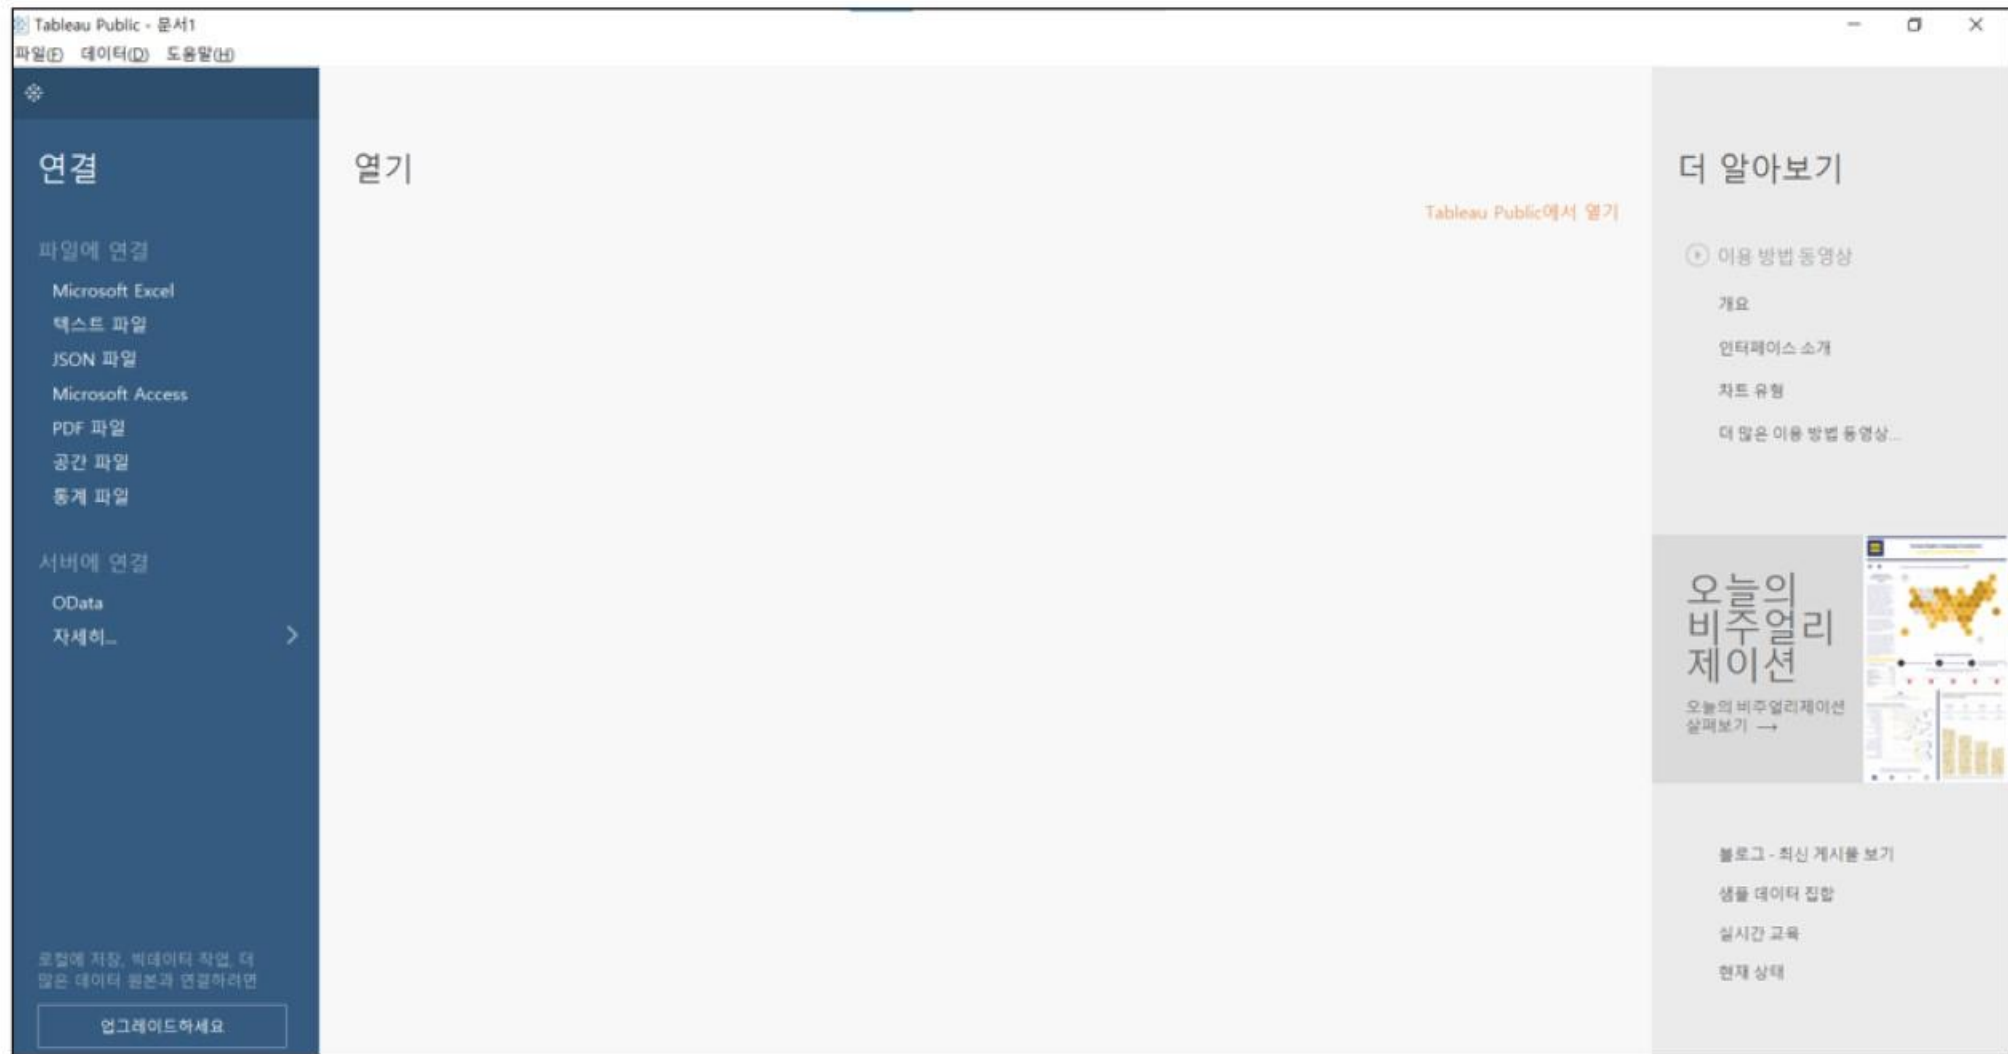 Tableau Public - 문서1
파일(F) 데이터(D) 도움말(H)
연결
파일에 연결
Microsoft Excel
텍스트 파일
JSON 파일
Microsoft Access
PDF 파일
공간 파일
통계 파일
서버에 연결
OData
자세히...
로컬에 저장, 빅데이터 작업, 더
많은 데이터 원본과 연결하려면
업그레이드하세요
열기
Tableau Public에서 열기
더 알아보기
이용 방법 동영상
개요
인터페이스 소개
차트 유형
더 많은 이용 방법 동영상...
오늘의
비주얼리
제이션
오늘의 비주얼리제이션
살펴보기 →
블로그 - 최신 게시물 보기
샘플 데이터 집합
실시간 교육
현재 상태